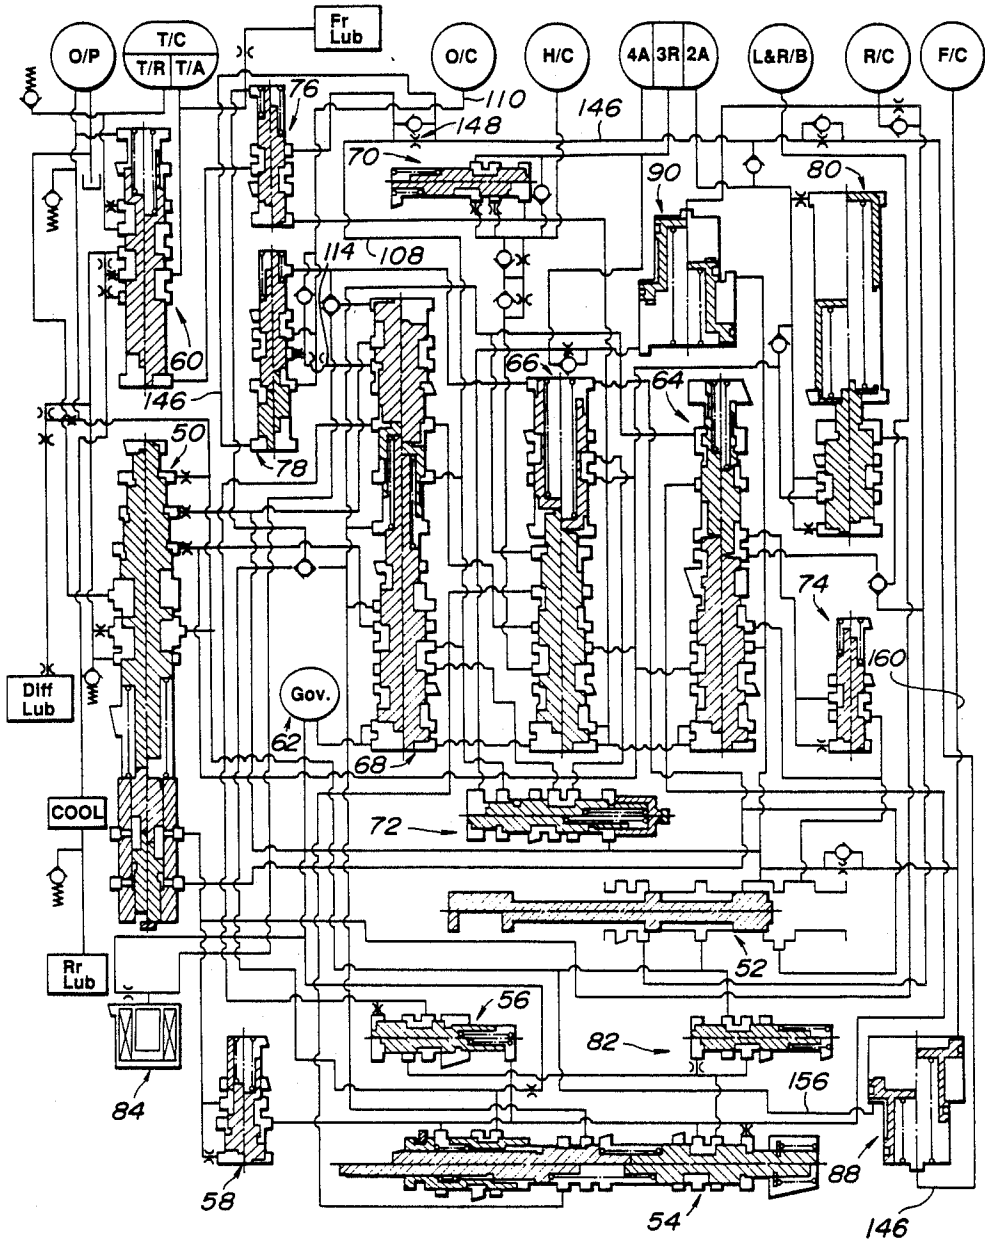 Fr
Lub
O/P
T/C
T/R T/A
O/C
H/C
4A 3R 2A
L&R/B
R/C
F/C
76
110
148
146
70
90
80
114
108
60
146
66
64
50
78
74
160
Diff
Lub
Gov.
62
68
COOL
72
52
Rr
Lub
56
82
84
156
88
58
54
146